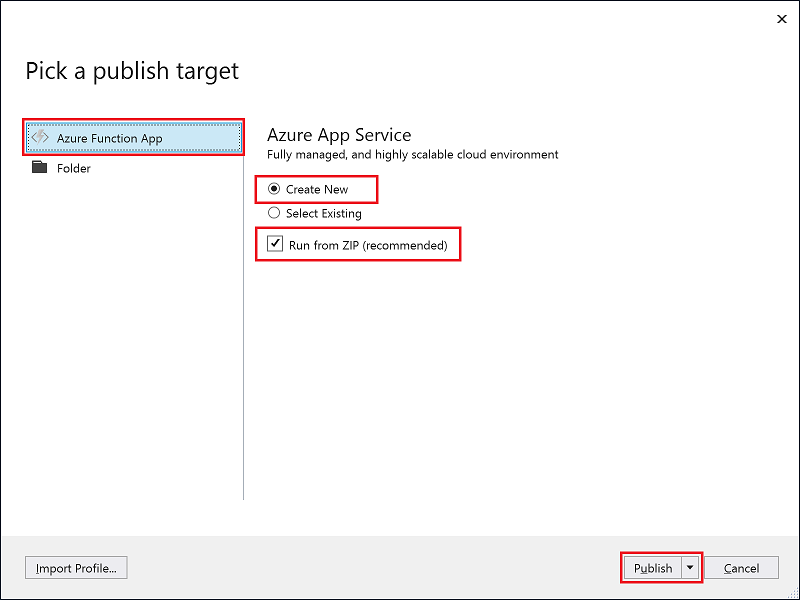 Pick a publish target
Azure Function App
Folder
Azure App Service
Fully managed, and highly scalable cloud environment
Create New
Select Existing
Run from ZIP (recommended)
Import Profile...
Publish
Cancel